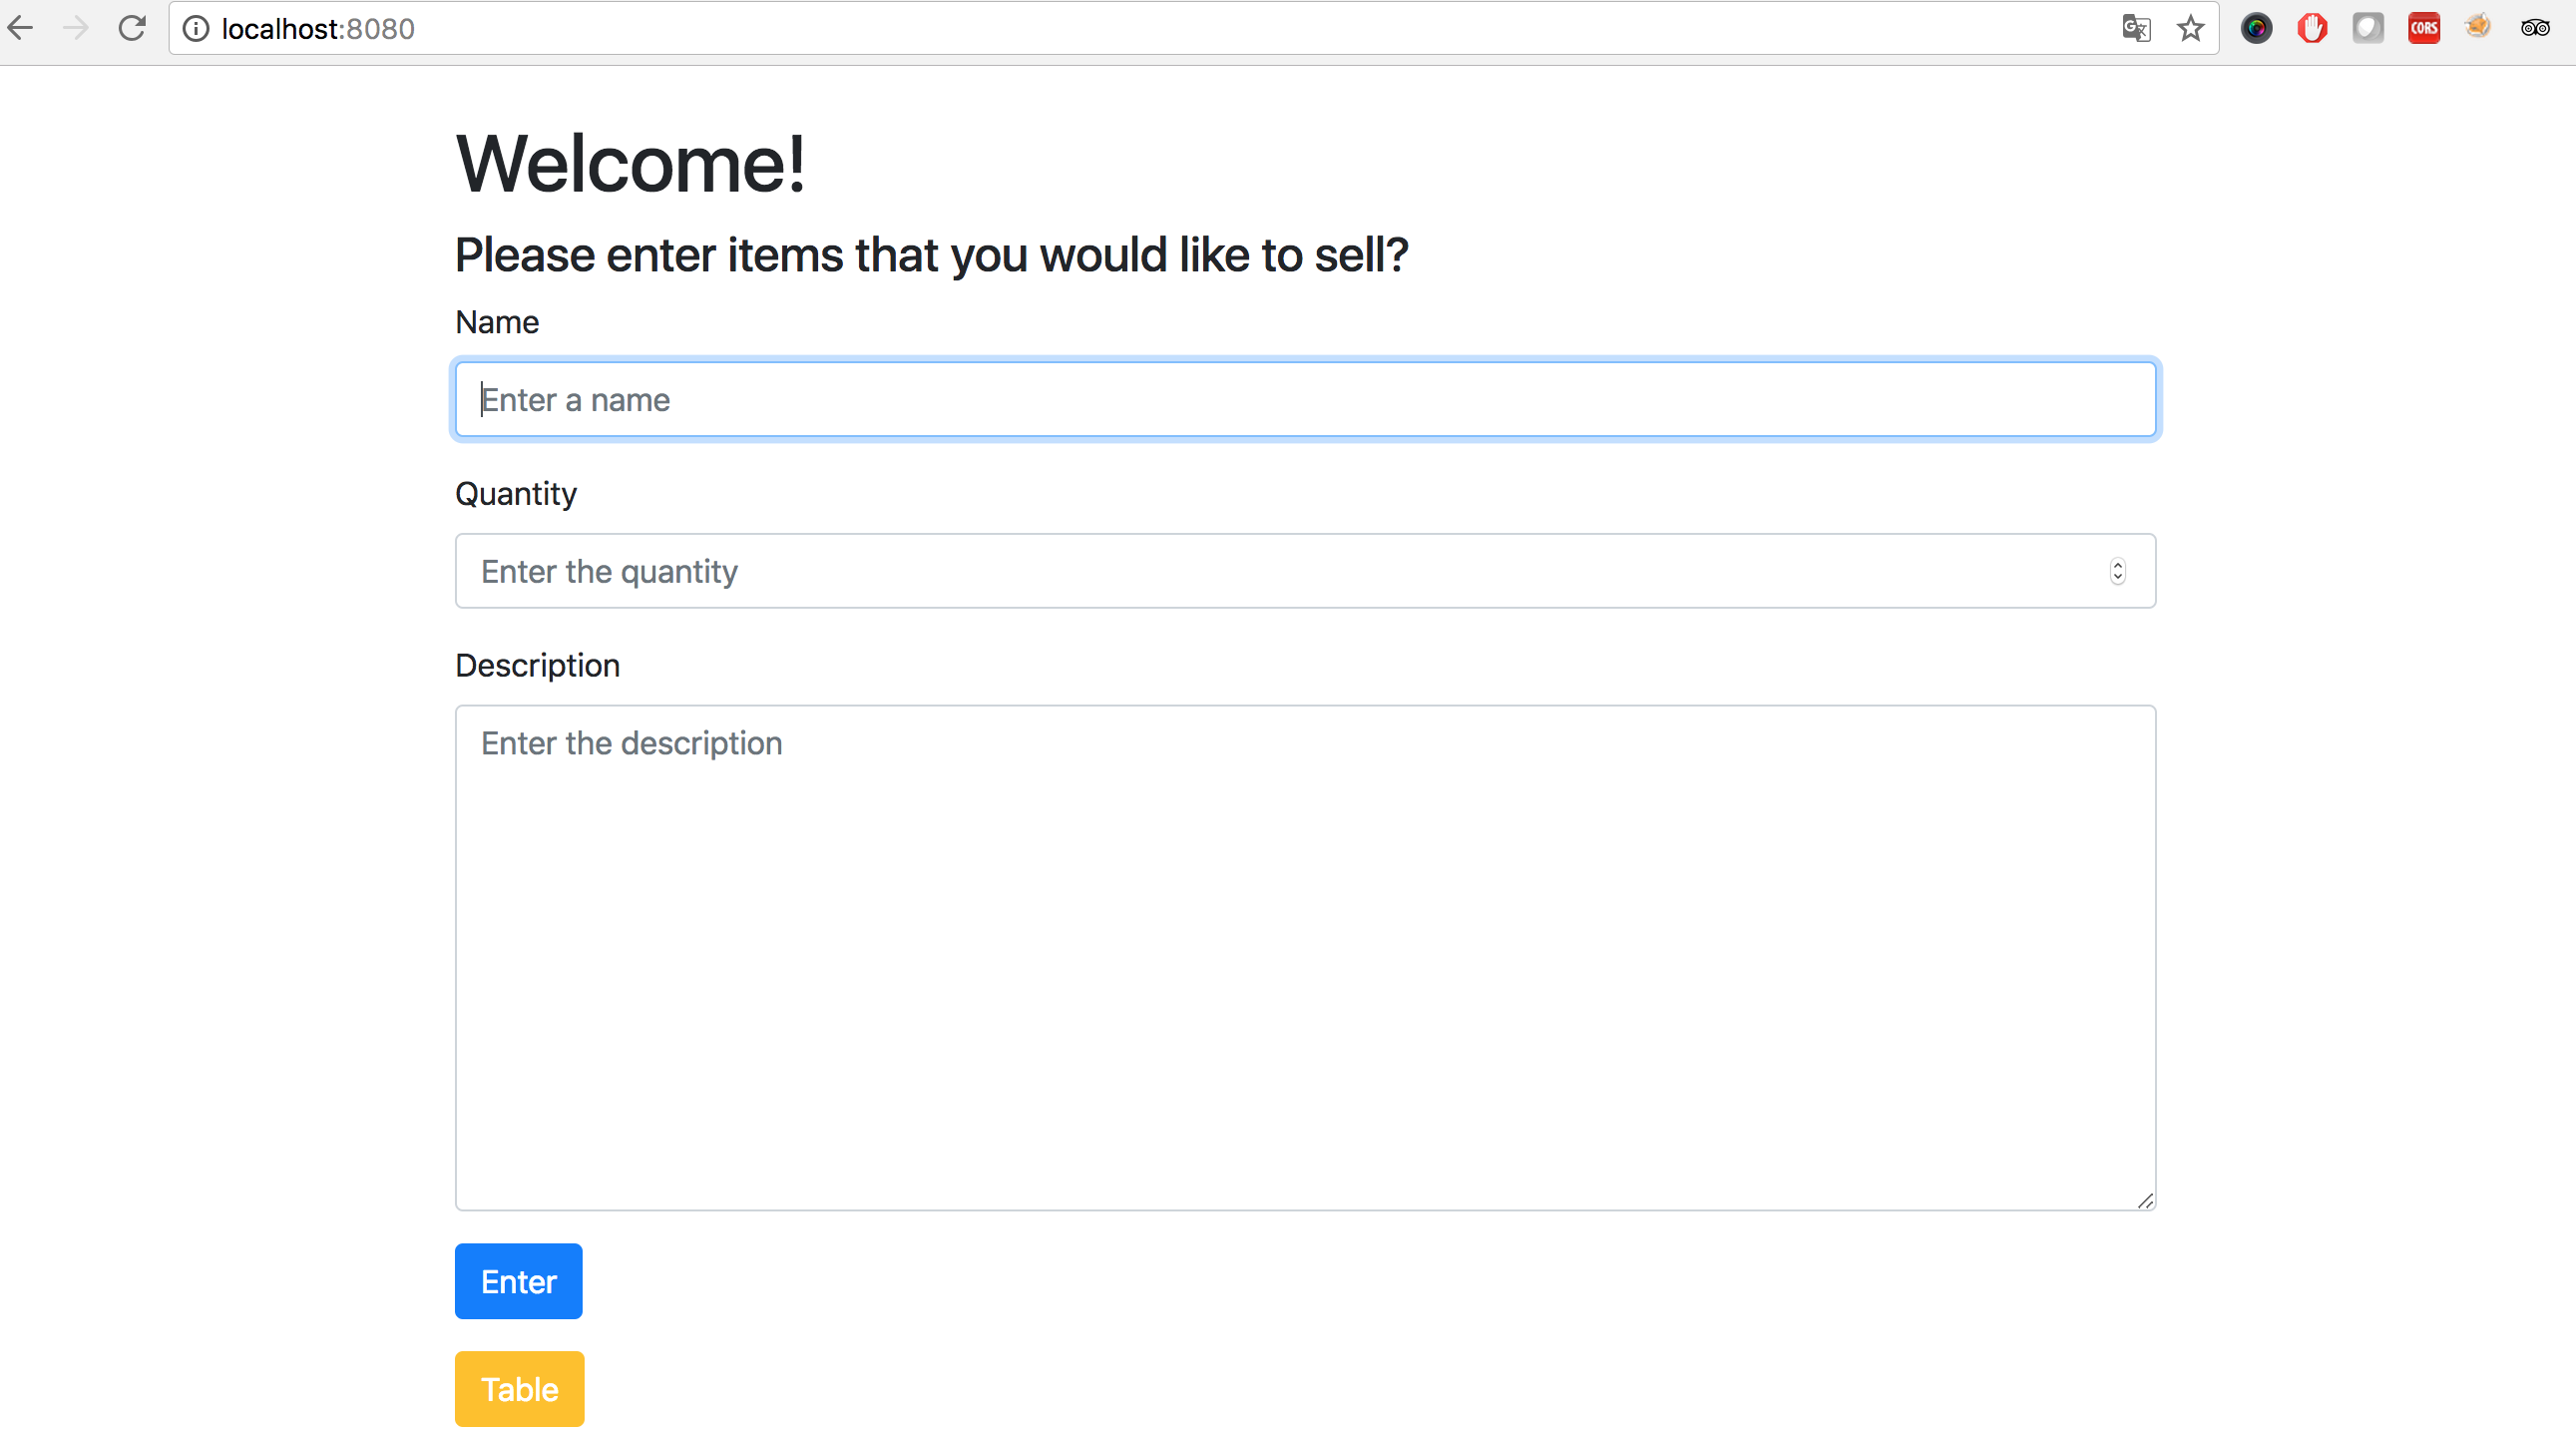 localhost:8080
CORS
Welcome!
Please enter items that you would like to sell?
Name
Enter a name
Quantity
Enter the quantity
Description
Enter the description
Enter
Table